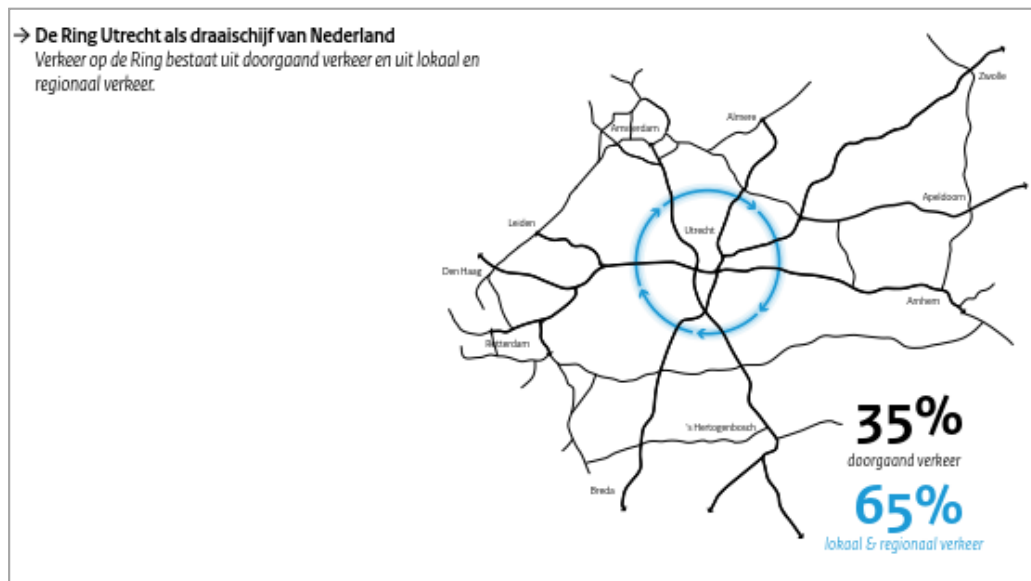 → De Ring Utrecht als draaischijf van Nederland
Verkeer op de Ring bestaat uit doorgaand verkeer en uit lokaal en
regionaal verkeer.
Zwolle
Almere
Amsterdam
Apeldoorn
Leiden
Utrecht
Den Haag
Arnhem
Rotterdam
's Hertogenbosch
Breda
35%
doorgaand verkeer
65%
lokaal & regionaal verkeer